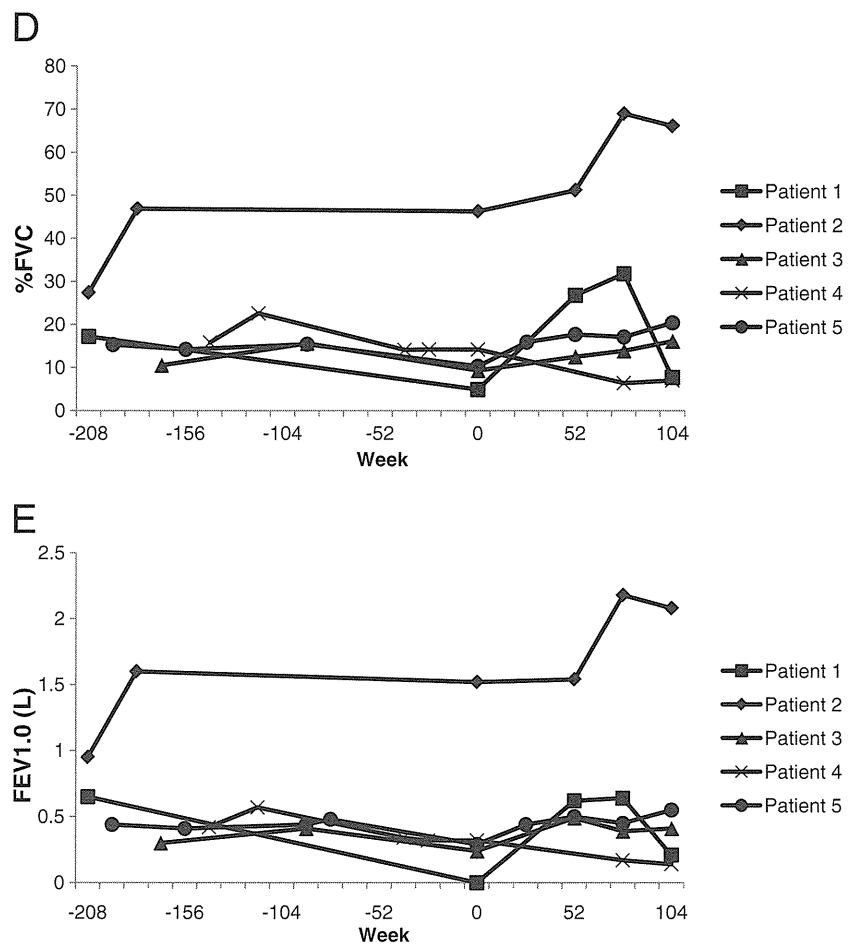 D
80
70
60
50
40
30
20
10
0
%FVC
-208 -156 -104 -52 0 52 104
Week
Patient 1
Patient 2
Patient 3
Patient 4
Patient 5
E
2.5
2
1.5
1
0.5
0
FEV1.0 (L)
-208 -156 -104 -52 0 52 104
Week
Patient 1
Patient 2
Patient 3
Patient 4
Patient 5